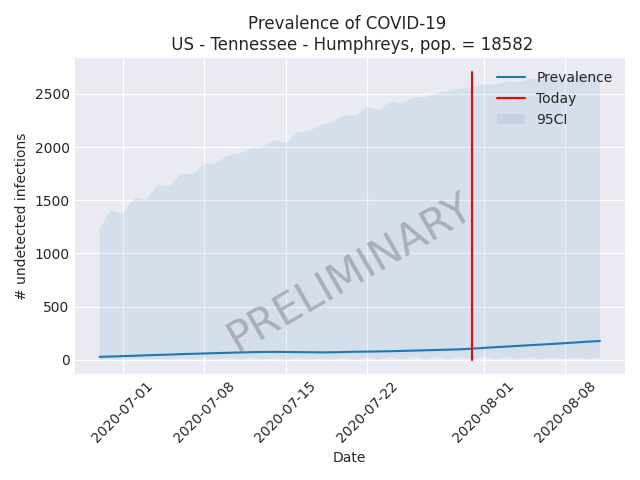 Prevalence of COVID-19
US - Tennessee - Humphreys, pop. = 18582
# undetected infections
2500
2000
1500
1000
500
0
Prevalence
Today
95CI
PRELIMINARY
2020-07-01
2020-07-08
2020-07-15
2020-07-22
2020-08-01
2020-08-08
Date